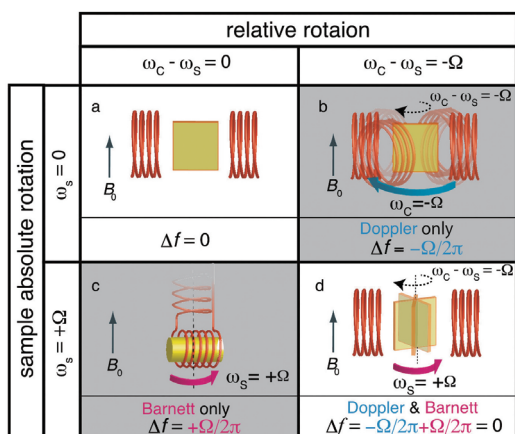 relative rotaion
ω_C - ω_S = 0
ω_C - ω_S = -Ω
sample absolute rotation
ω_S = 0
ω_S = +Ω
a
B_0
Δf = 0
b
ω_C - ω_S = -Ω
B_0
ω_C = -Ω
Doppler only
Δf = -Ω/2π
c
B_0
ω_S = +Ω
Barnett only
Δf = +Ω/2π
d
ω_C - ω_S = -Ω
B_0
ω_S = +Ω
Doppler & Barnett
Δf = -Ω/2π+Ω/2π = 0